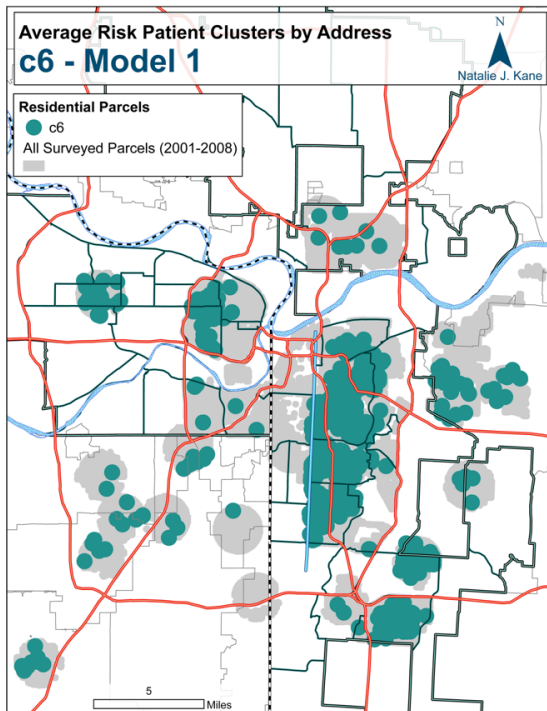 Average Risk Patient Clusters by Address
c6 - Model 1
N
Natalie J. Kane
Residential Parcels
c6
All Surveyed Parcels (2001-2008)
5
Miles